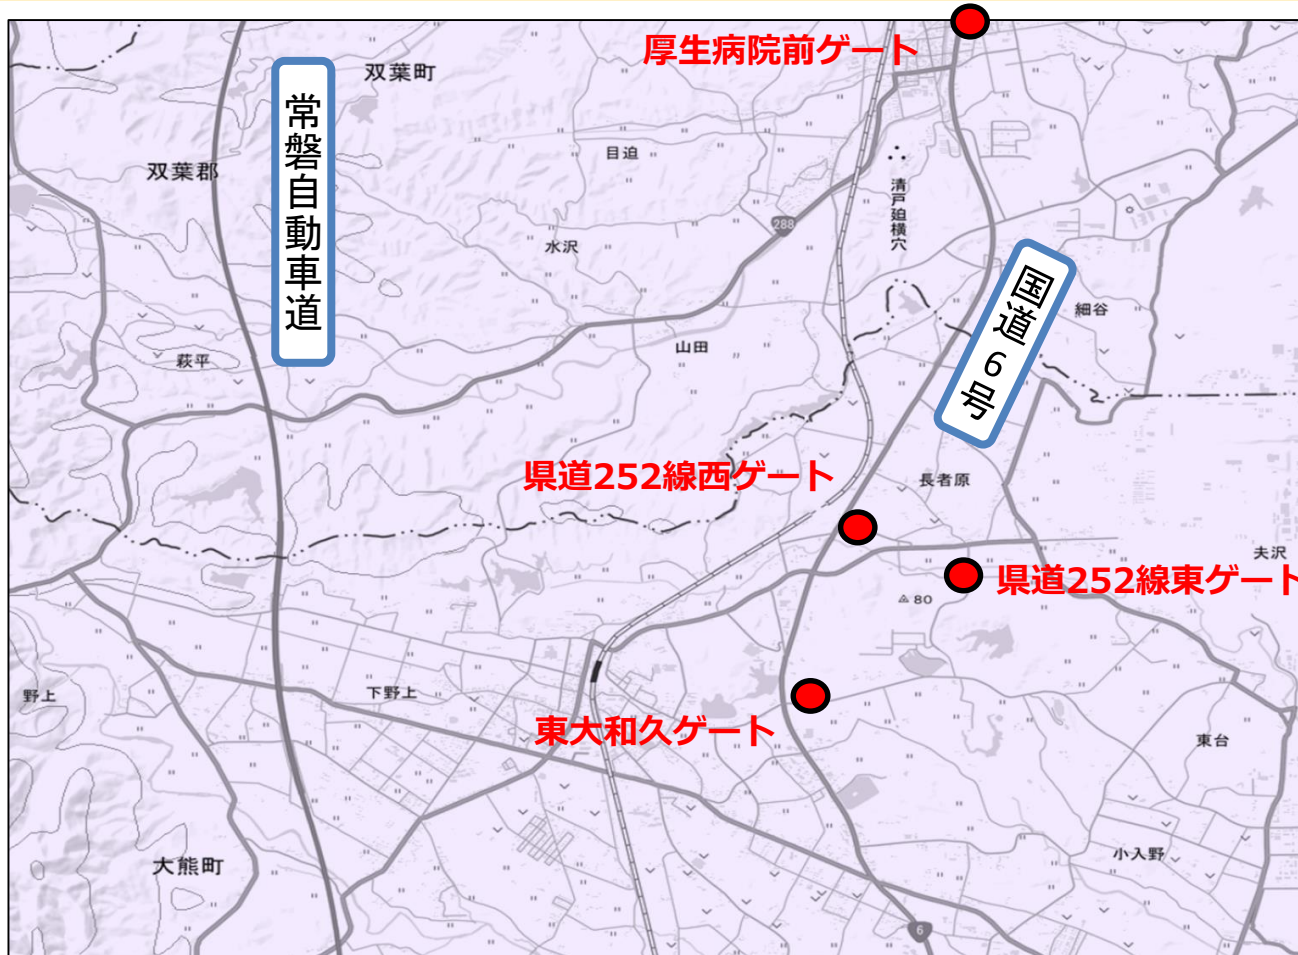 厚生病院前ゲート
双葉町
常磐自動車道
目迫
双葉郡
清戸廹横穴
288
水沢
国道6号
細谷
山田
萩平
県道252線西ゲート
長者原
夫沢
県道252線東ゲート
80
下野上
野上
東大和久ゲート
東台
小入野
大熊町
6